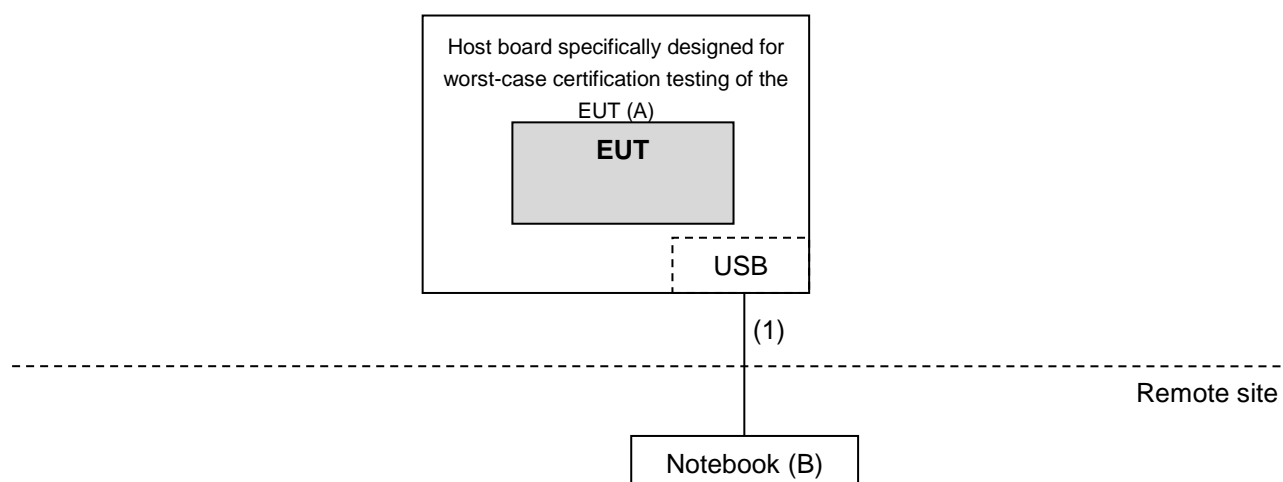 Host board specifically designed for
worst-case certification testing of the
EUT (A)
EUT
USB
(1)
Remote site
Notebook (B)